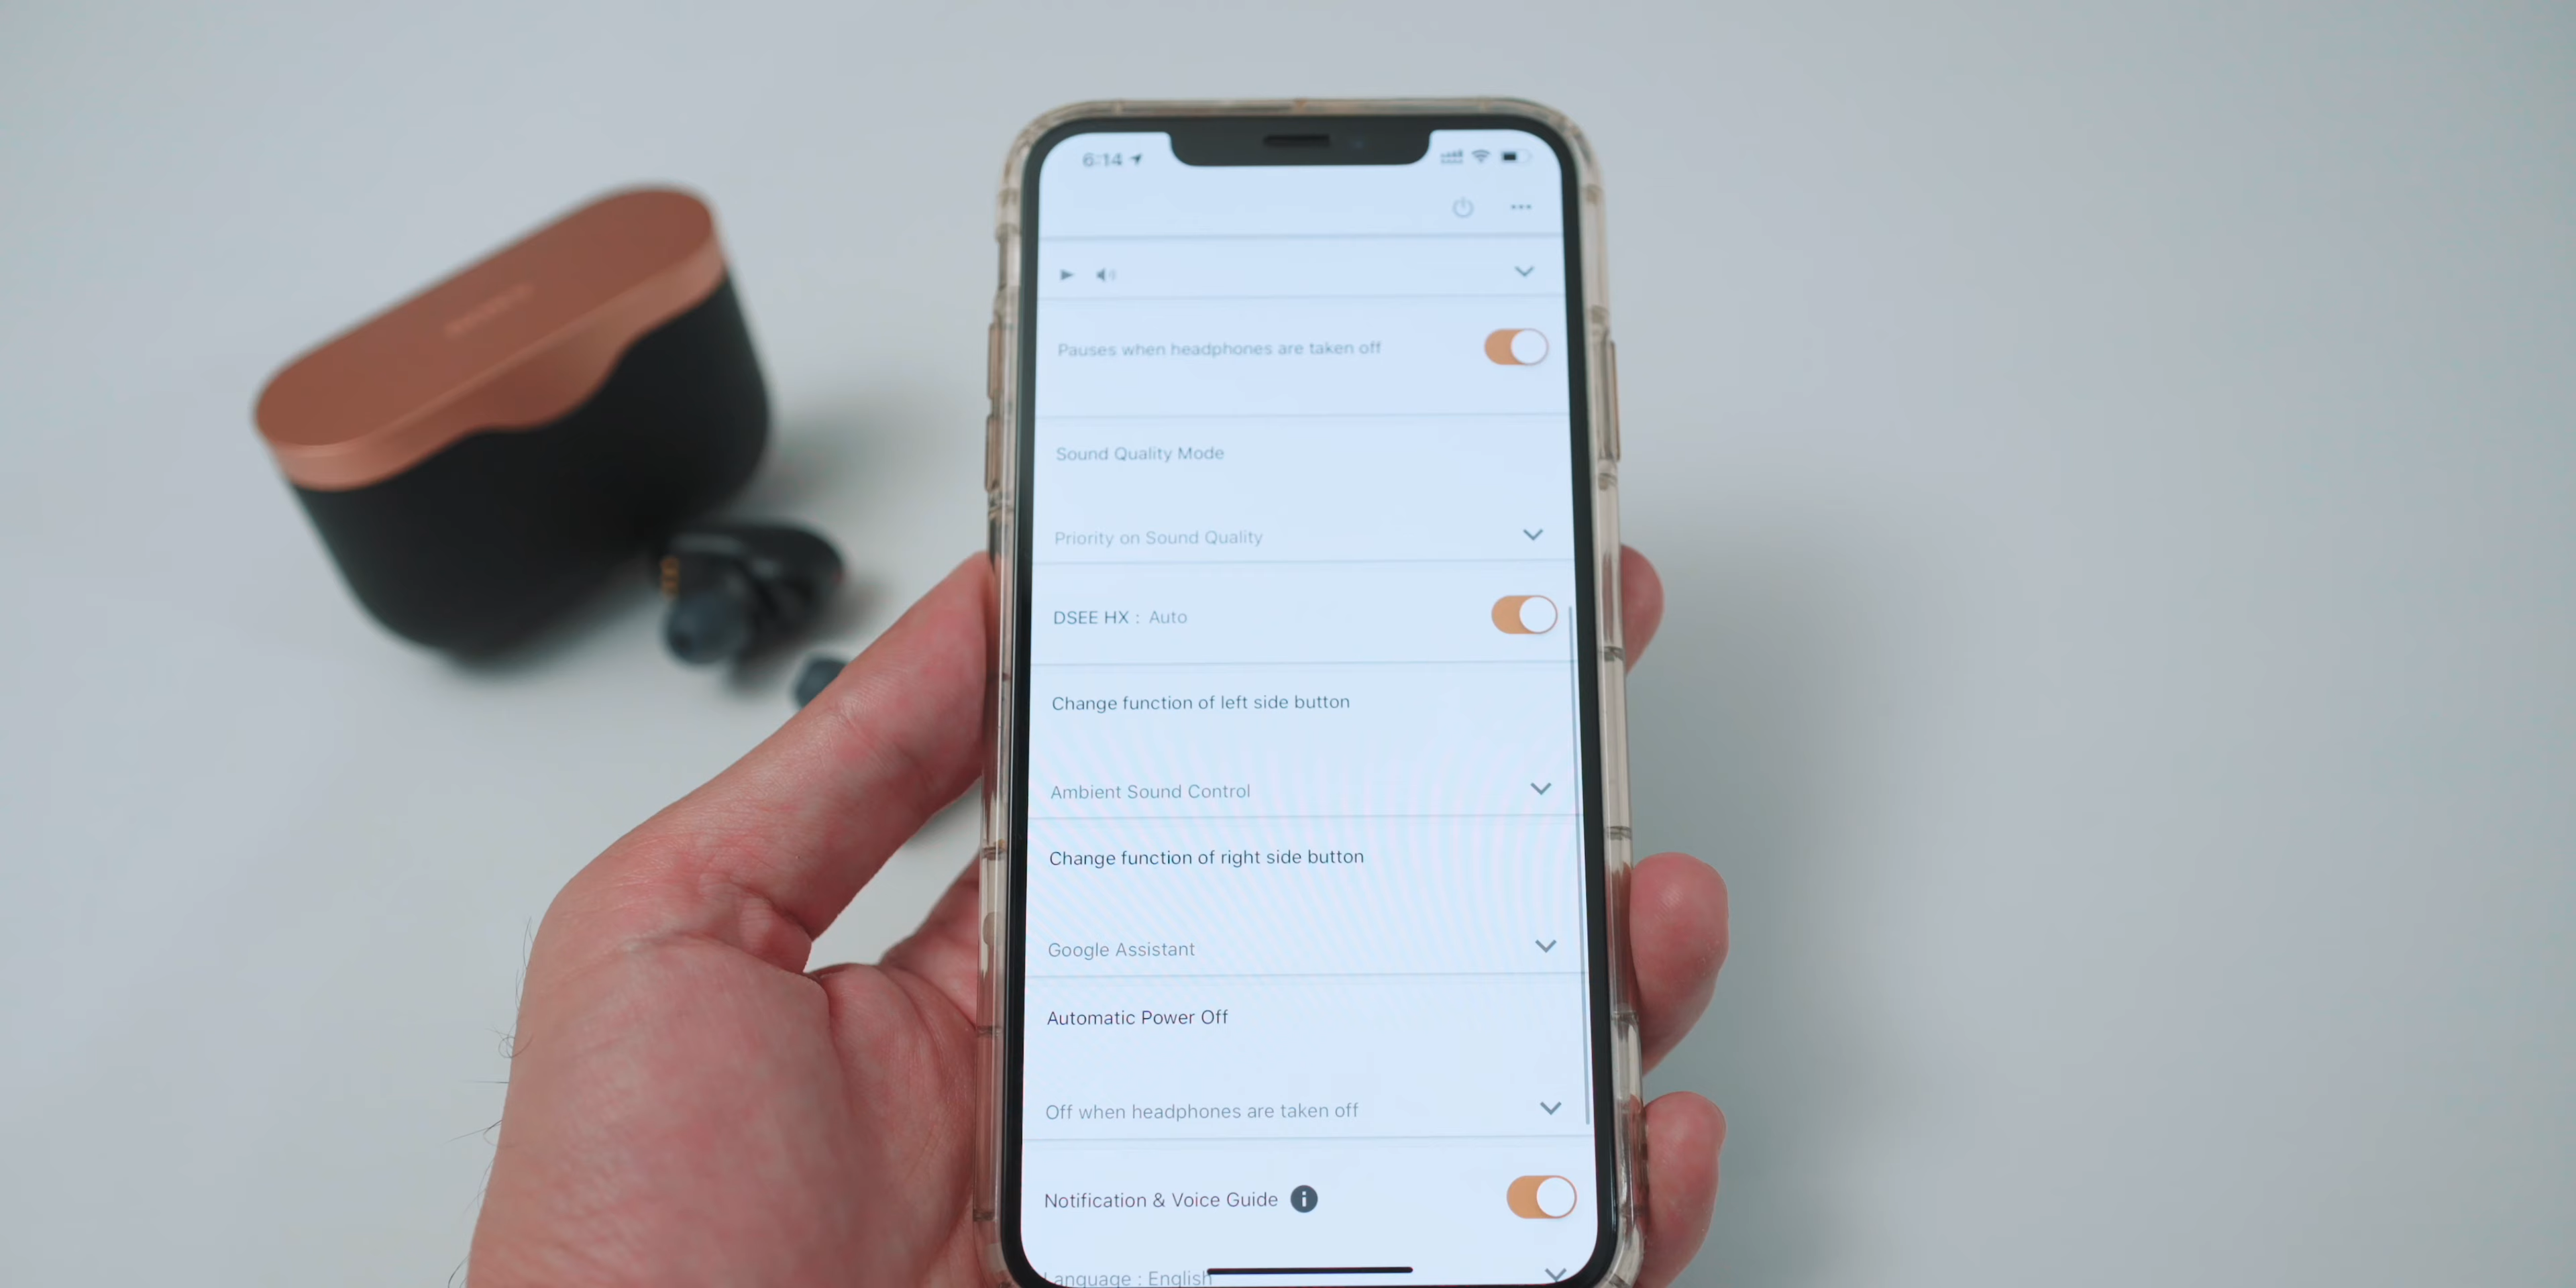 6:14
Pauses when headphones are taken off
Sound Quality Mode
Priority on Sound Quality
DSEE HX : Auto
Change function of left side button
Ambient Sound Control
Change function of right side button
Google Assistant
Automatic Power Off
Off when headphones are taken off
Notification & Voice Guide
Language : English